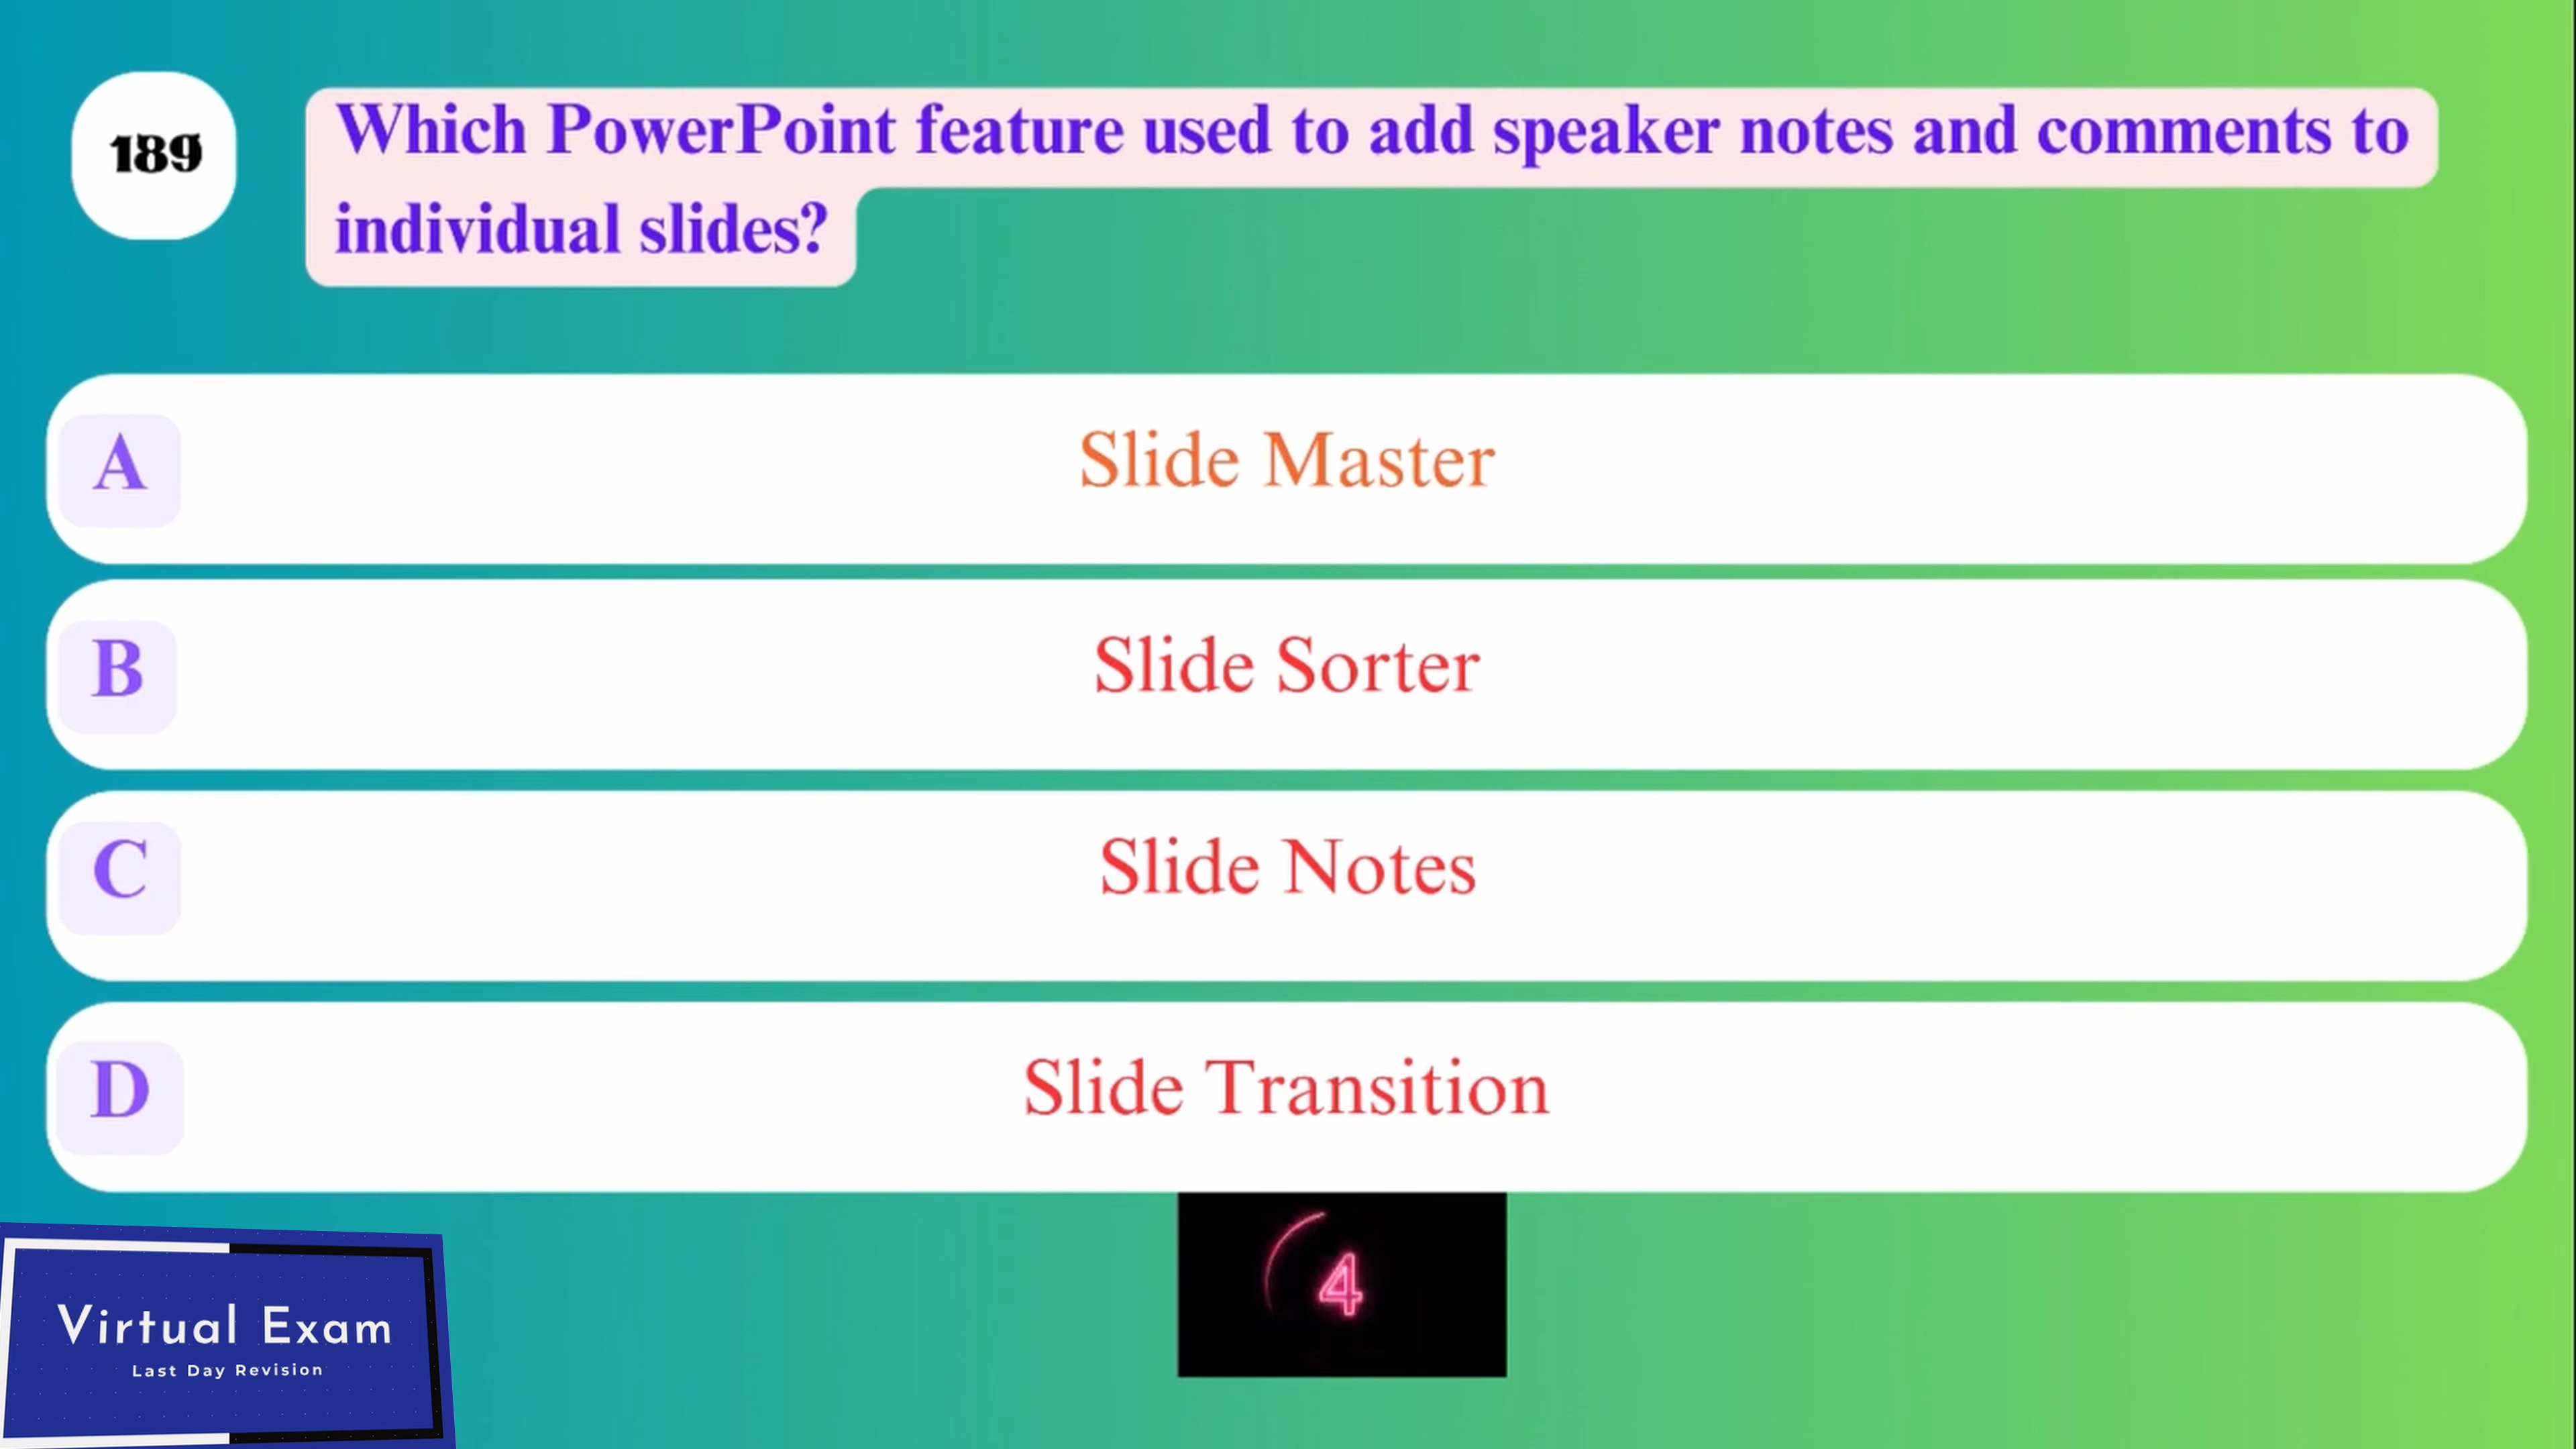 189
Which PowerPoint feature used to add speaker notes and comments to
individual slides?
A
Slide Master
B
Slide Sorter
C
Slide Notes
D
Slide Transition
4
Virtual Exam
Last Day Revision